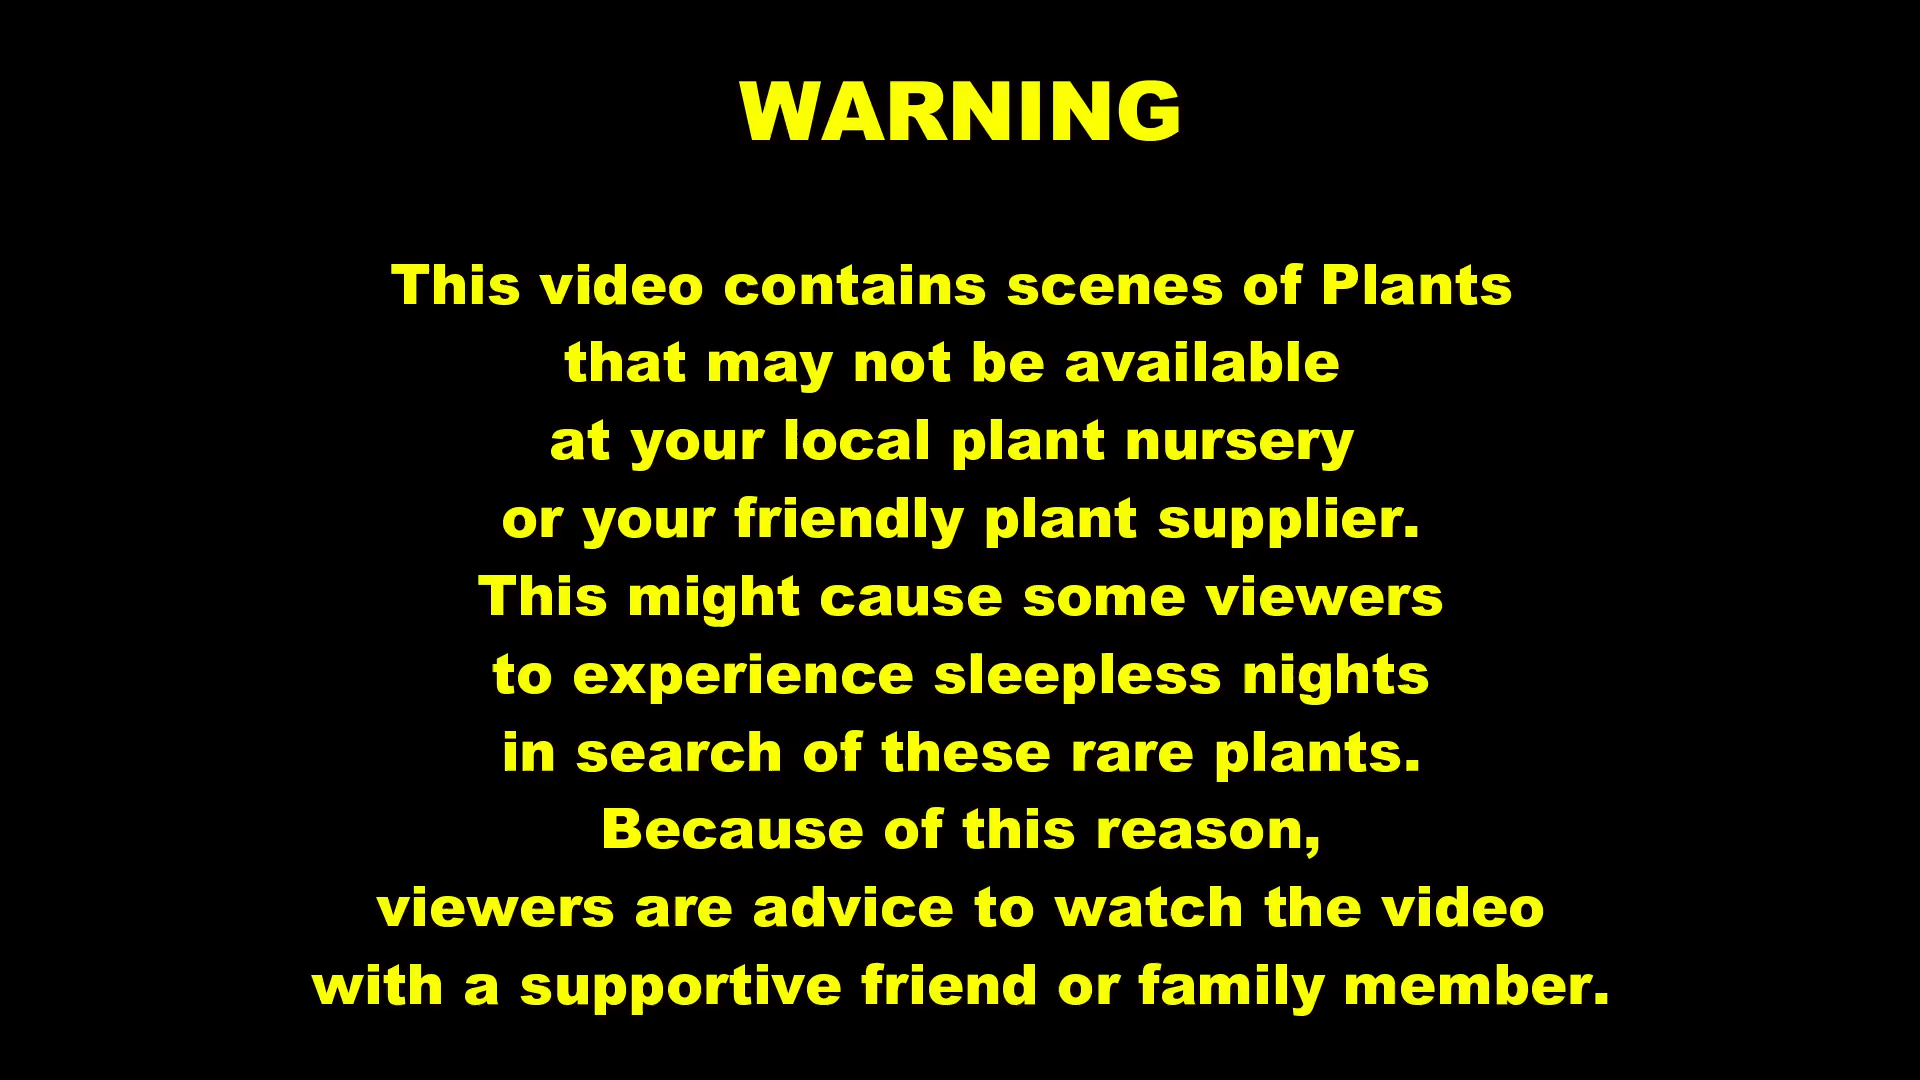 WARNING
This video contains scenes of Plants
that may not be available
at your local plant nursery
or your friendly plant supplier.
This might cause some viewers
to experience sleepless nights
in search of these rare plants.
Because of this reason,
viewers are advice to watch the video
with a supportive friend or family member.